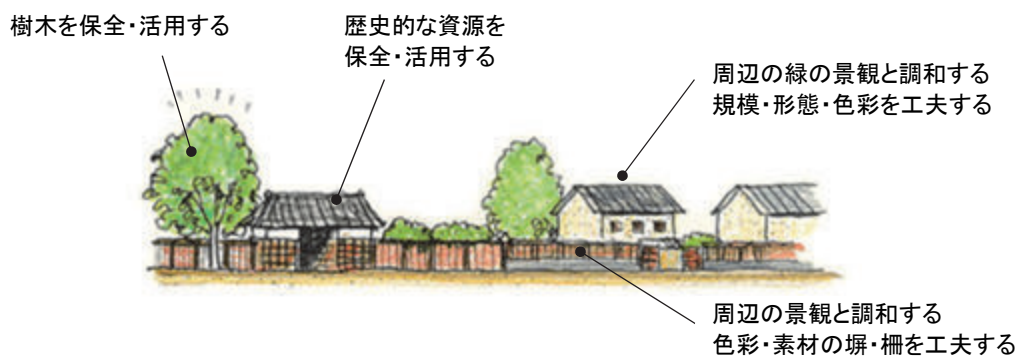 樹木を保全・活用する
歴史的な資源を
保全・活用する
周辺の緑の景観と調和する
規模・形態・色彩を工夫する
周辺の景観と調和する
色彩・素材の塀・柵を工夫する